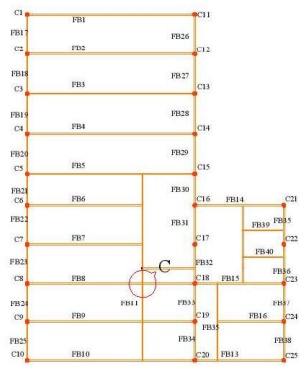 C1 C11
FB1
FB17 FB26
C2 FB2 C12
FB18 FB27
C3 FB3 C13
FB19 FB28
C4 FB4 C14
FB20 FB29
C5 FB5 C15
FB21 FB30
C6 FB6 C16 FB14 C21
FB22 FB31 FB39 FB35
C7 FB7 C17 C22
FB40
FB23 C FB32 FB36
C8 FB8 C18 FB15 C23
FB24 FB11 FB33 FB37
C9 FB9 C19 FB16 C24
FB35
FB25 FB34 FB38
C10 FB10 C20 FB13 C25